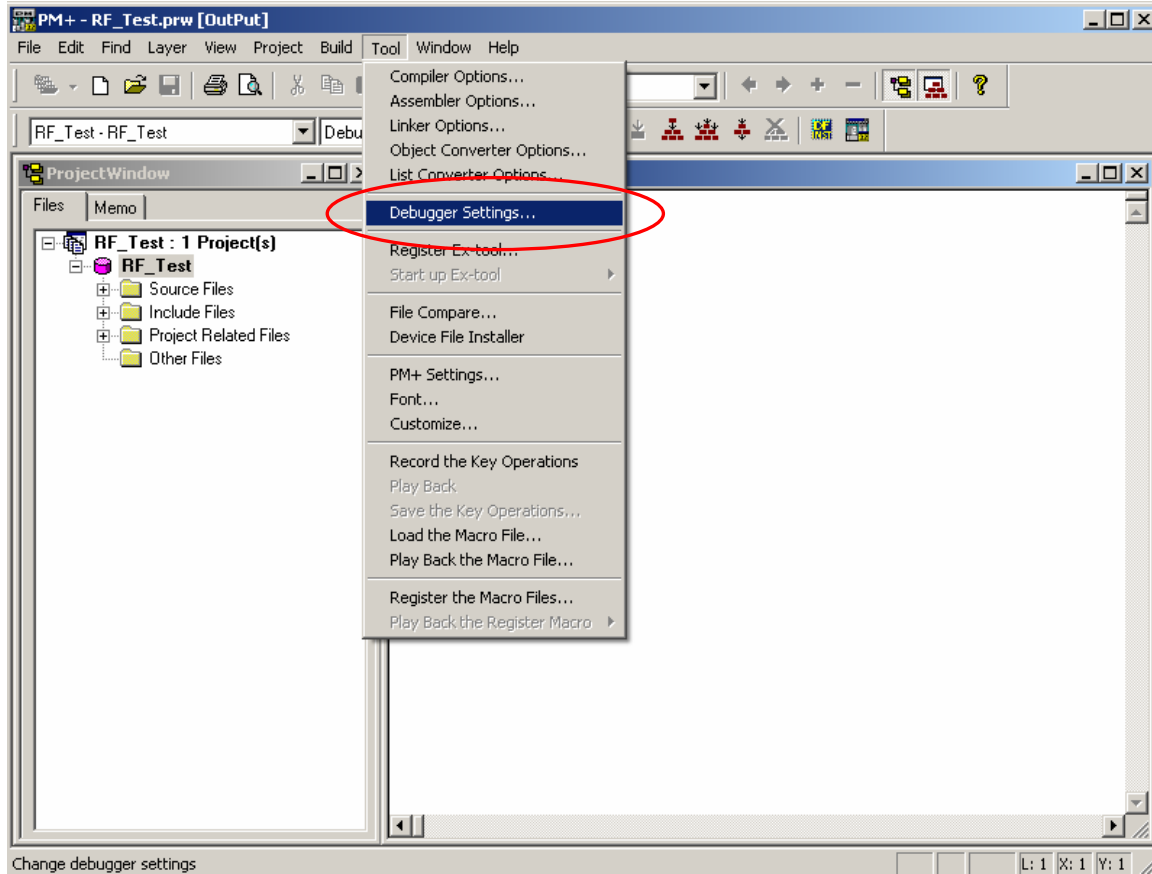 PM+ - RF_Test.prw [OutPut]
File Edit Find Layer View Project Build Tool Window Help
RF_Test - RF_Test
Debu
ProjectWindow
Files Memo
RF_Test : 1 Project(s)
RF_Test
Source Files
Include Files
Project Related Files
Other Files
Compiler Options...
Assembler Options...
Linker Options...
Object Converter Options...
List Converter Options...
Debugger Settings...
Register Ex-tool...
Start up Ex-tool
File Compare...
Device File Installer
PM+ Settings...
Font...
Customize...
Record the Key Operations
Play Back
Save the Key Operations...
Load the Macro File...
Play Back the Macro File...
Register the Macro Files...
Play Back the Register Macro
Change debugger settings
L: 1 X: 1 Y: 1